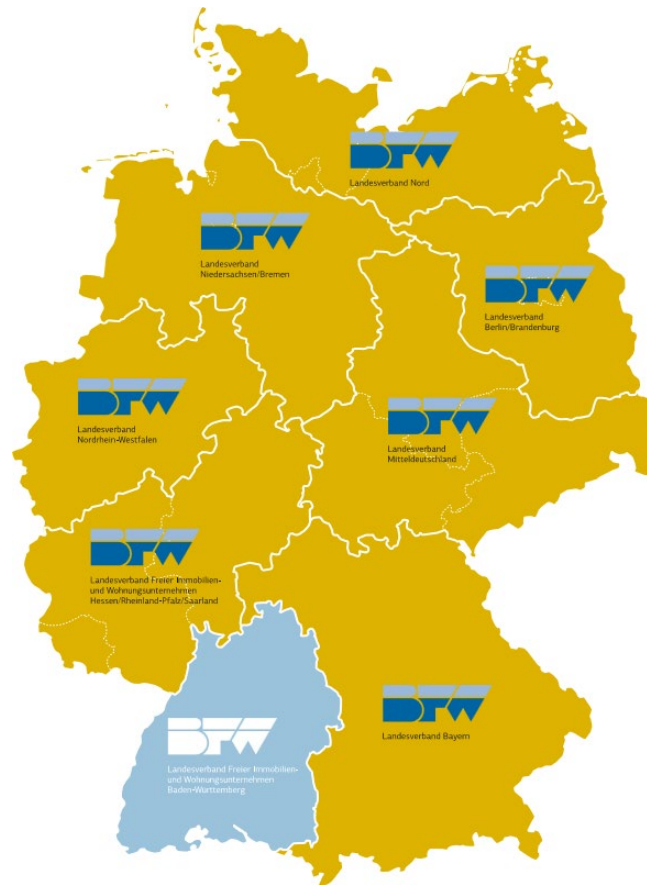 BFW
Landesverband Nord
BFW
Landesverband
Niedersachsen/Bremen
BFW
Landesverband
Berlin/Brandenburg
BFW
Landesverband
Nordrhein-Westfalen
BFW
Landesverband
Mitteldeutschland
BFW
Landesverband Freier Immobilien-
und Wohnungsunternehmen
Hessen/Rheinland-Pfalz/Saarland
BFW
Landesverband Freier Immobilien-
und Wohnungsunternehmen
Baden-Württemberg
BFW
Landesverband Bayern